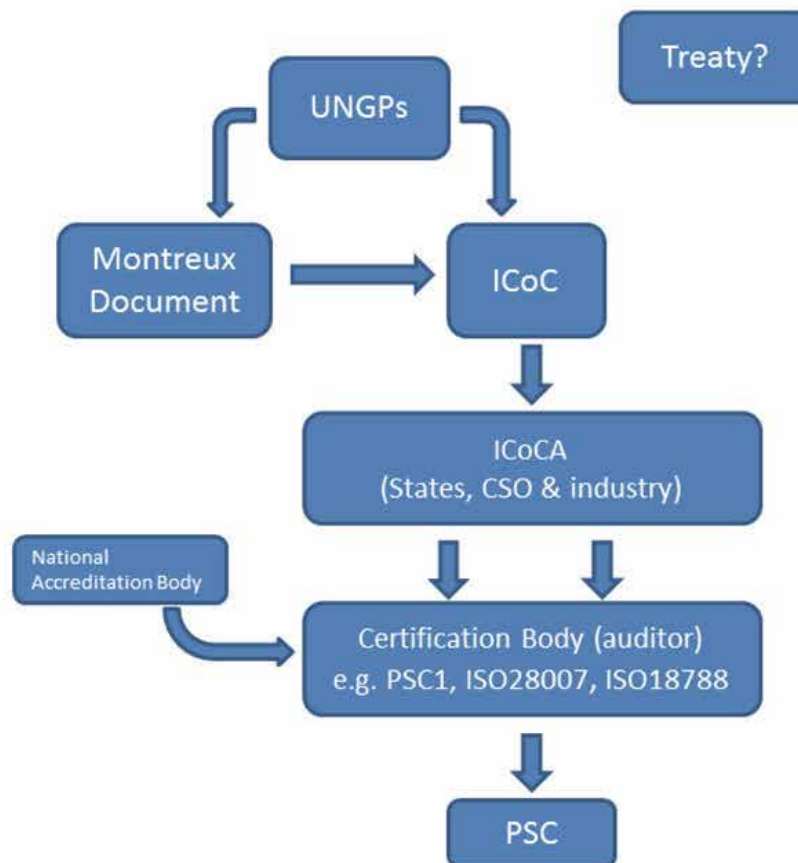 Treaty?
UNGPs
Montreux
Document
ICoC
ICoCA
(States, CSO & industry)
National
Accreditation Body
Certification Body (auditor)
e.g. PSC1, ISO28007, ISO18788
PSC